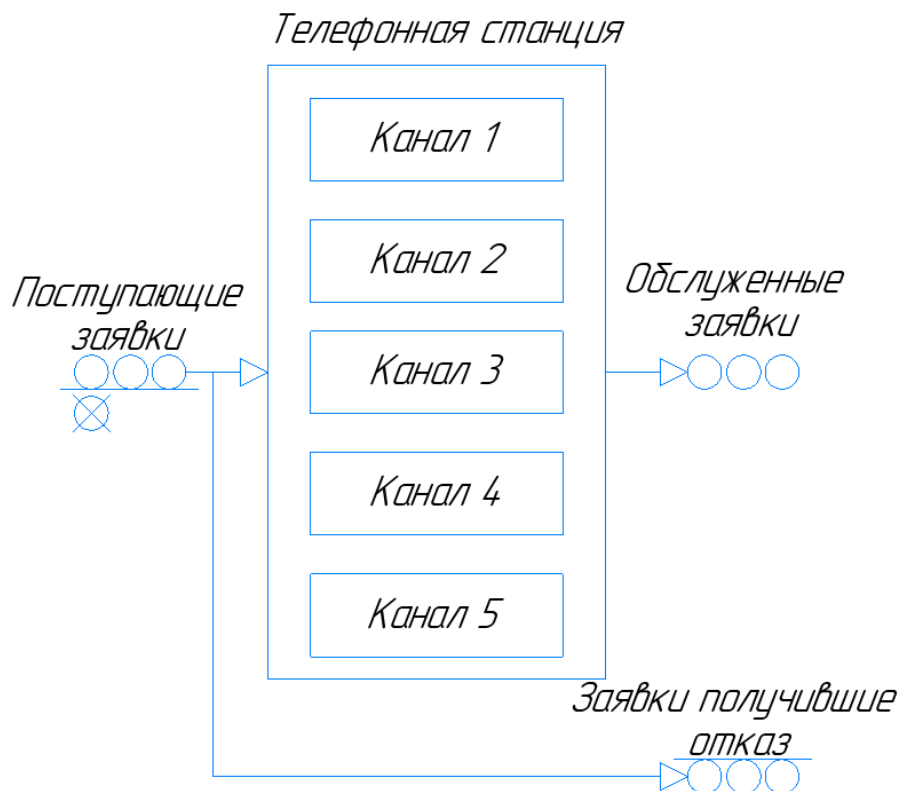 Телефонная станция
Канал 1
Канал 2
Поступающие
заявки
Обслуженные
заявки
Канал 3
Канал 4
Канал 5
Заявки получившие
отказ